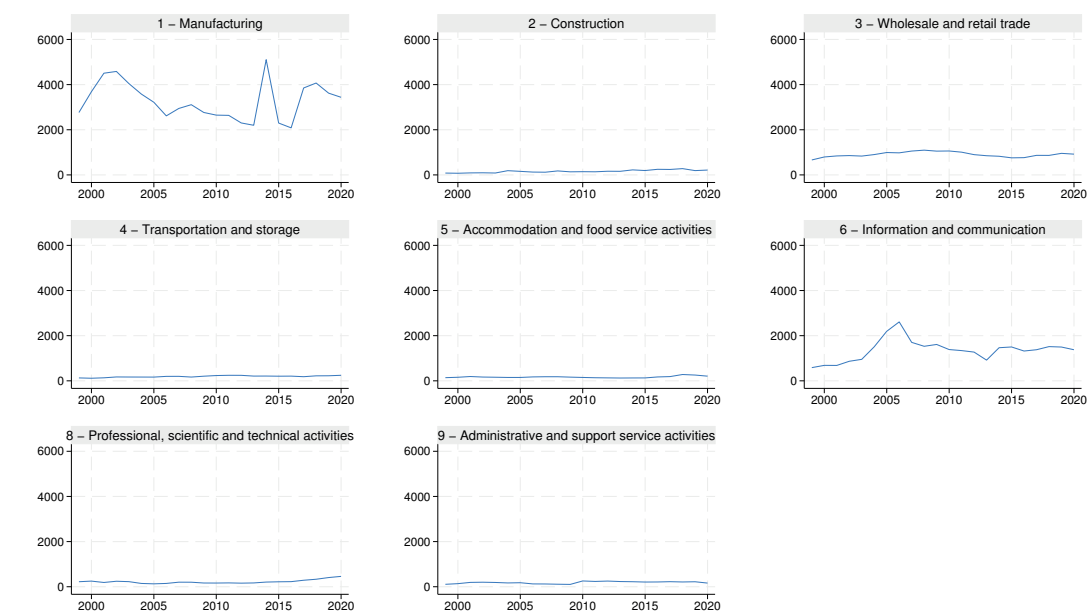 1 – Manufacturing
2 – Construction
3 – Wholesale and retail trade
6000 6000 6000
4000 4000 4000
2000 2000 2000
0 0 0
2000 2005 2010 2015 2020 2000 2005 2010 2015 2020 2000 2005 2010 2015 2020
4 – Transportation and storage
5 – Accommodation and food service activities
6 – Information and communication
6000 6000 6000
4000 4000 4000
2000 2000 2000
0 0 0
2000 2005 2010 2015 2020 2000 2005 2010 2015 2020 2000 2005 2010 2015 2020
8 – Professional, scientific and technical activities
9 – Administrative and support service activities
6000 6000
4000 4000
2000 2000
0 0
2000 2005 2010 2015 2020 2000 2005 2010 2015 2020